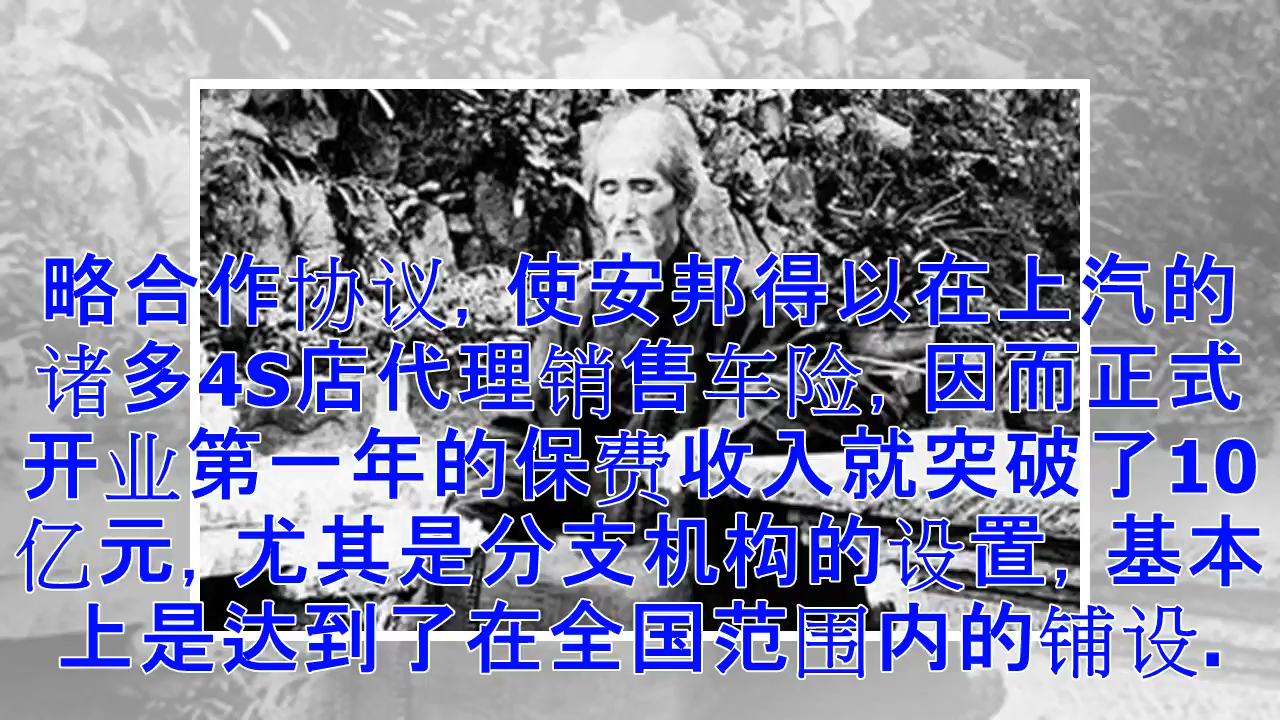 略合作协议, 使安邦得以在上汽的
诸多4S店代理销售车险, 因而正式
开业第一年的保费收入就突破了10
亿元, 尤其是分支机构的设置, 基本
上是达到了在全国范围内的铺设.